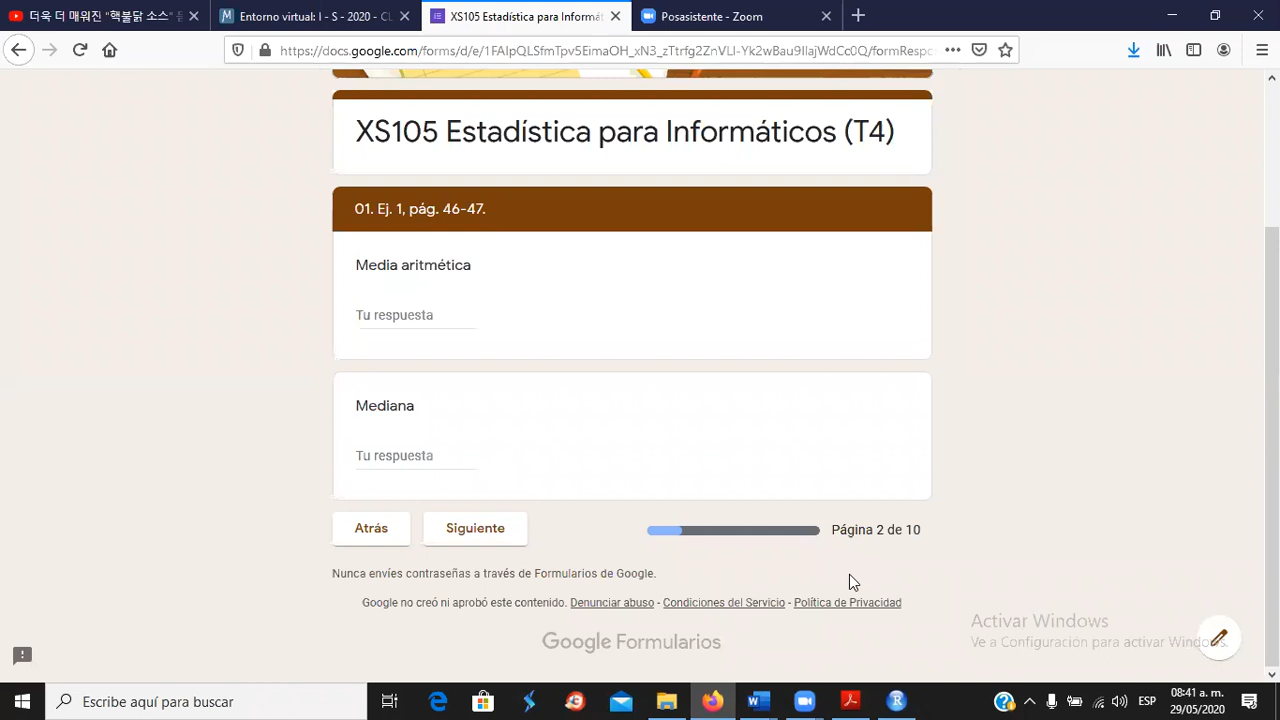 더욱 더 매워진 "핵불닭 소스" 를
Entorno virtual: I - S - 2020 - CL
XS105 Estadística para Informát
Posasistente - Zoom
https://docs.google.com/forms/d/e/1FAIpQLSfmTpv5EimaOH_xN3_zTtrfg2ZnVLI-Yk2wBau9IlajWdCc0Q/formRespo
XS105 Estadística para Informáticos (T4)
01. Ej. 1, pág. 46-47.
Media aritmética
Tu respuesta
Mediana
Tu respuesta
Atrás
Siguiente
Página 2 de 10
Nunca envíes contraseñas a través de Formularios de Google.
Google no creó ni aprobó este contenido. Denunciar abuso - Condiciones del Servicio - Política de Privacidad
Google Formularios
Activar Windows
Ve a Configuración para activar Windows.
Escribe aquí para buscar
ESP
08:41 a. m.
29/05/2020